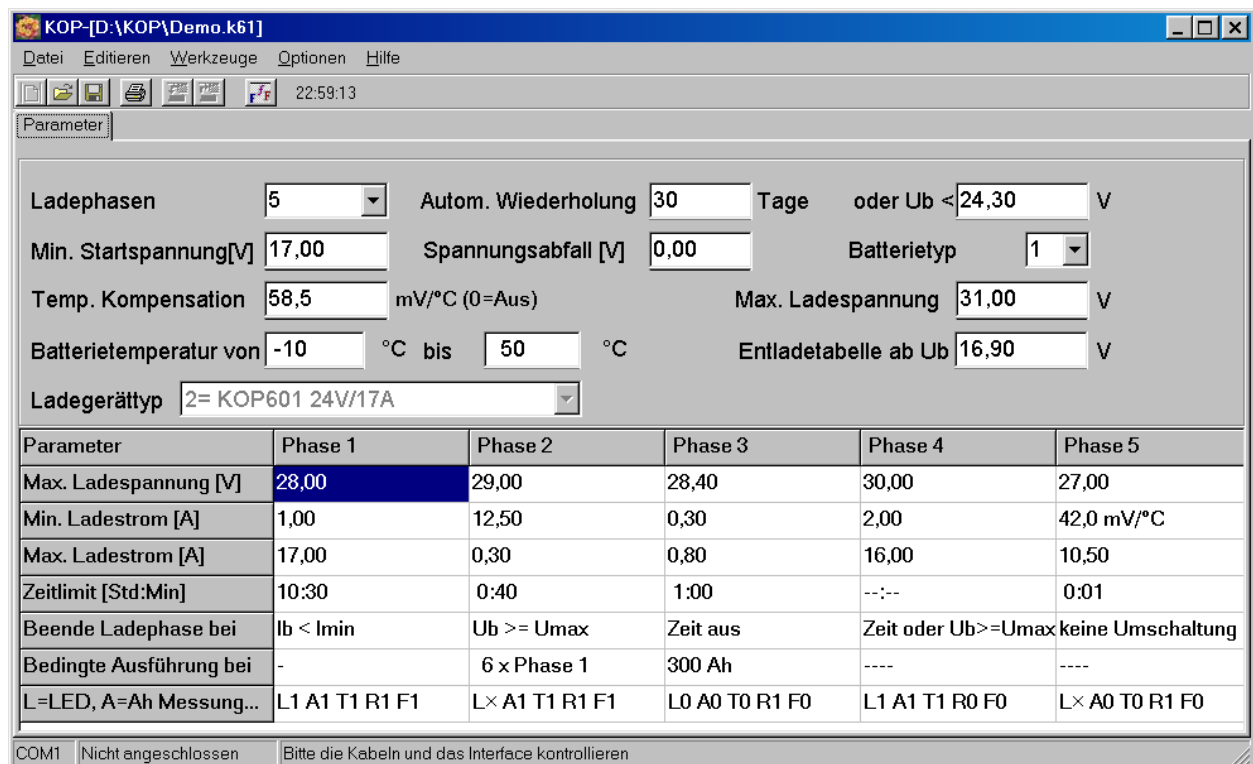 KOP-[D:\KOP\Demo.k61]
Datei Editieren Werkzeuge Optionen Hilfe
22:59:13
Parameter
Ladephasen 5 Autom. Wiederholung 30 Tage oder Ub < 24,30 V
Min. Startspannung[V] 17,00 Spannungsabfall [V] 0,00 Batterietyp 1
Temp. Kompensation 58,5 mV/°C (0=Aus) Max. Ladespannung 31,00 V
Batterietemperatur von -10 °C bis 50 °C Entladetabelle ab Ub 16,90 V
Ladegerättyp 2= KOP601 24V/17A
Parameter Phase 1 Phase 2 Phase 3 Phase 4 Phase 5
Max. Ladespannung [V] 28,00 29,00 28,40 30,00 27,00
Min. Ladestrom [A] 1,00 12,50 0,30 2,00 42,0 mV/°C
Max. Ladestrom [A] 17,00 0,30 0,80 16,00 10,50
Zeitlimit [Std:Min] 10:30 0:40 1:00 --:-- 0:01
Beende Ladephase bei Ib < Imin Ub >= Umax Zeit aus Zeit oder Ub>=Umax keine Umschaltung
Bedingte Ausführung bei - 6 x Phase 1 300 Ah ---- ----
L=LED, A=Ah Messung... L1 A1 T1 R1 F1 L× A1 T1 R1 F1 L0 A0 T0 R1 F0 L1 A1 T1 R0 F0 L× A0 T0 R1 F0
COM1 Nicht angeschlossen Bitte die Kabeln und das Interface kontrollieren